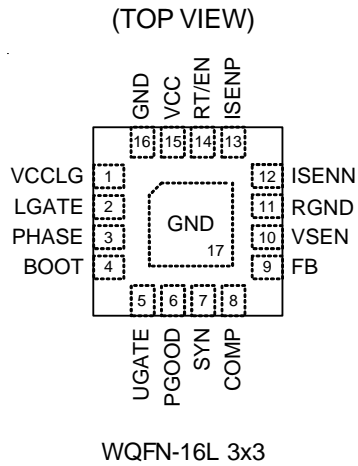 (TOP VIEW)
GND
VCC
RT/EN
ISENP
16
15
14
13
VCCLG
1
12
ISENN
LGATE
2
11
RGND
PHASE
3
10
VSEN
BOOT
4
9
FB
GND
17
5
6
7
8
UGATE
PGOOD
SYN
COMP
WQFN-16L 3x3